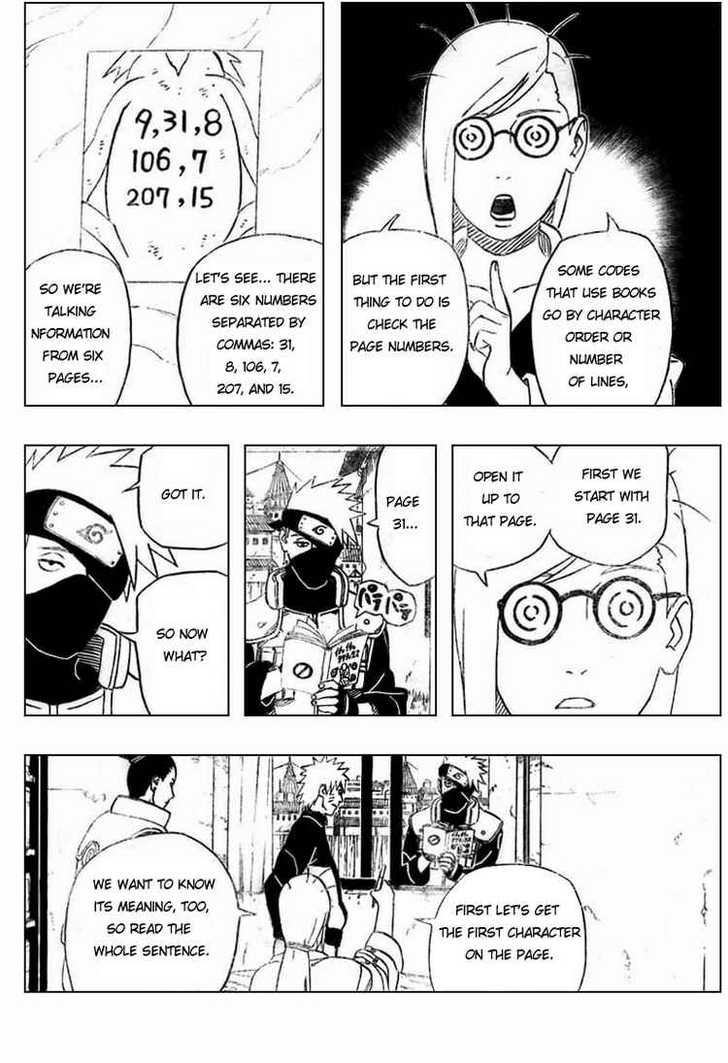 SOME CODES
THAT USE BOOKS
GO BY CHARACTER
ORDER OR
NUMBER
OF LINES,
BUT THE FIRST
THING TO DO IS
CHECK THE
PAGE NUMBERS.
9,31,8
106,7
207,15
LET'S SEE... THERE
ARE SIX NUMBERS
SEPARATED BY
COMMAS: 31,
8, 106, 7,
207, AND 15.
SO WE'RE
TALKING
NFORMATION
FROM SIX
PAGES...
FIRST WE
START WITH
PAGE 31.
OPEN IT
UP TO
THAT PAGE.
PAGE
31...
GOT IT.
SO NOW
WHAT?
FIRST LET'S GET
THE FIRST CHARACTER
ON THE PAGE.
WE WANT TO KNOW
ITS MEANING, TOO,
SO READ THE
WHOLE SENTENCE.